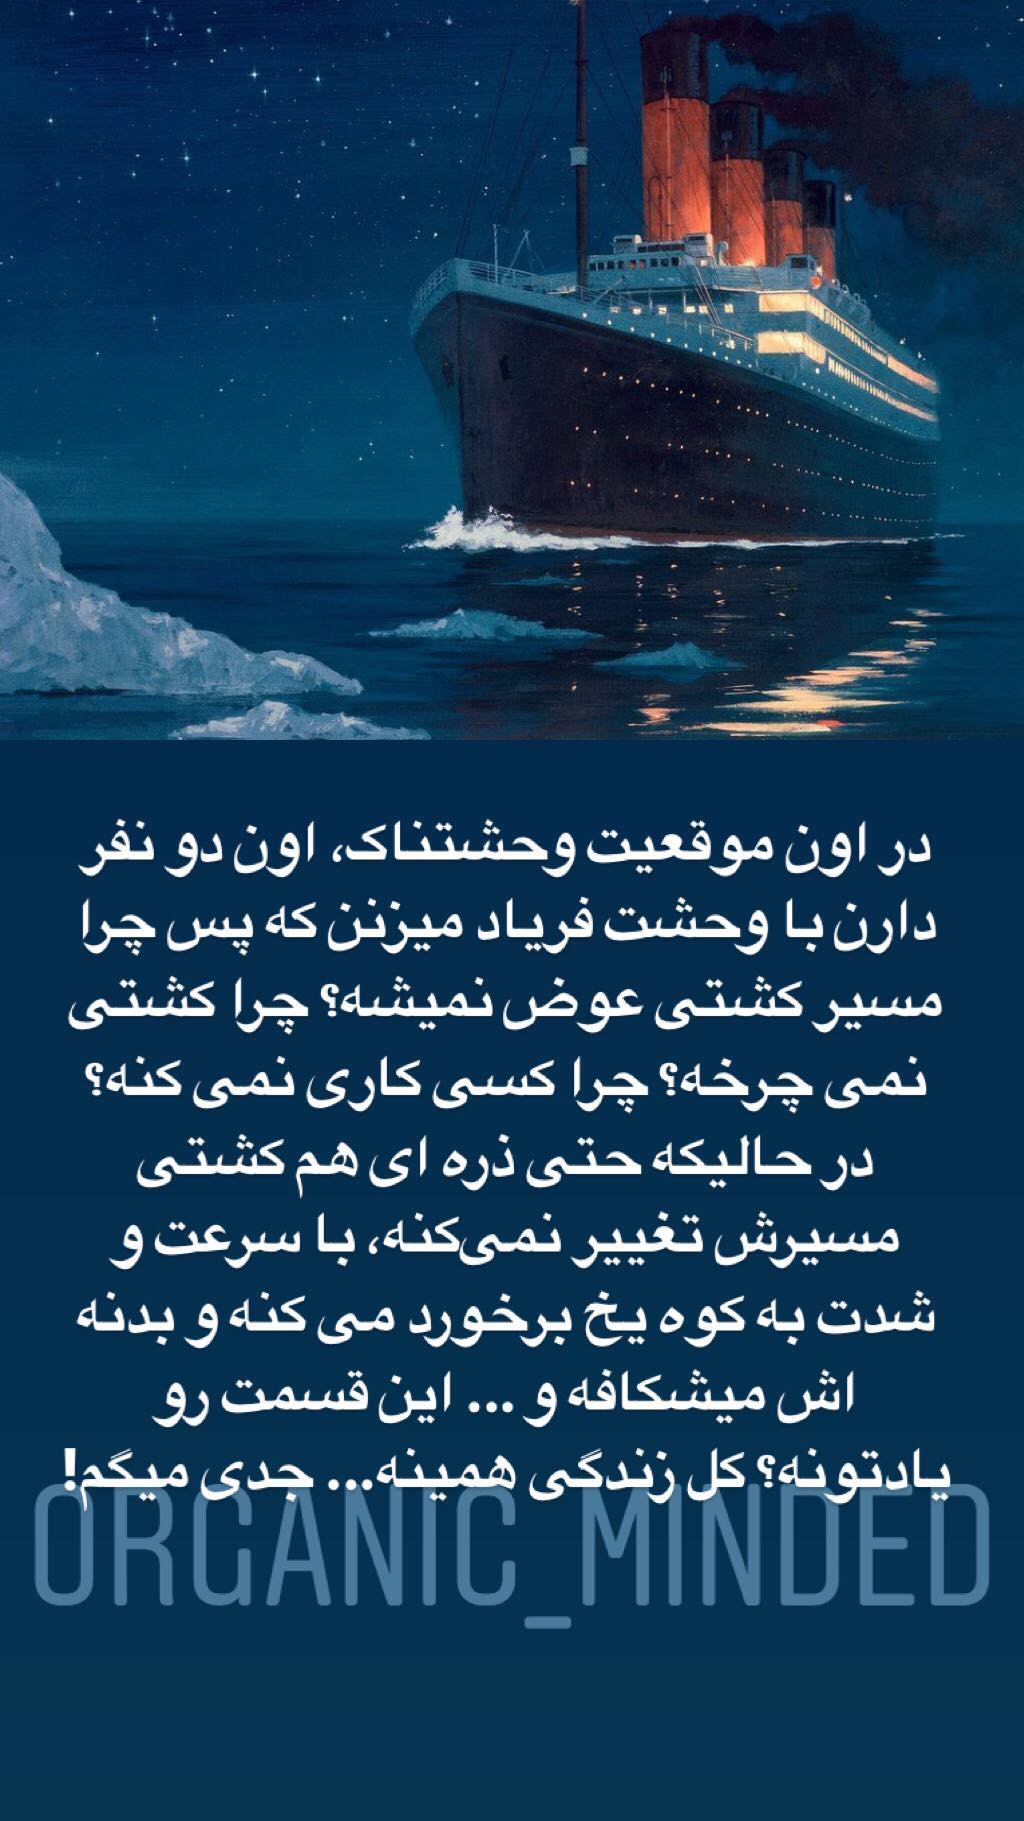 در اون موقعیت وحشتناک، اون دو نفر
دارن با وحشت فریاد میزنن که پس چرا
مسیر کشتی عوض نمیشه؟ چرا کشتی
نمی چرخه؟ چرا کسی کاری نمی کنه؟
در حالیکه حتی ذره ای هم کشتی
مسیرش تغییر نمی‌کنه، با سرعت و
شدت به کوه یخ برخورد می کنه و بدنه
اش میشکافه و ... این قسمت رو
یادتونه؟ کل زندگی همینه... جدی میگم!
ORGANIC_MINDED